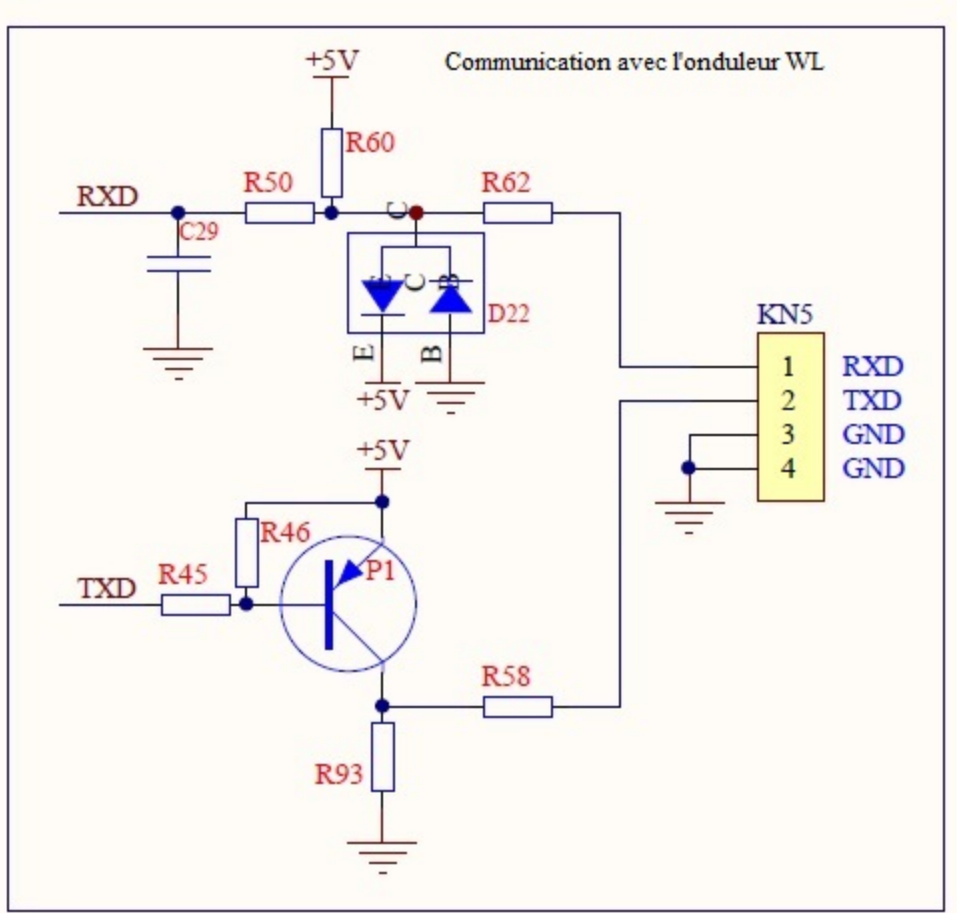 Communication avec l'onduleur WL
+5V
R60
RXD
R50
C
R62
C29
E
C
B
D22
E
B
+5V
KN5
1 RXD
2 TXD
3 GND
4 GND
+5V
R46
P1
TXD
R45
R58
R93